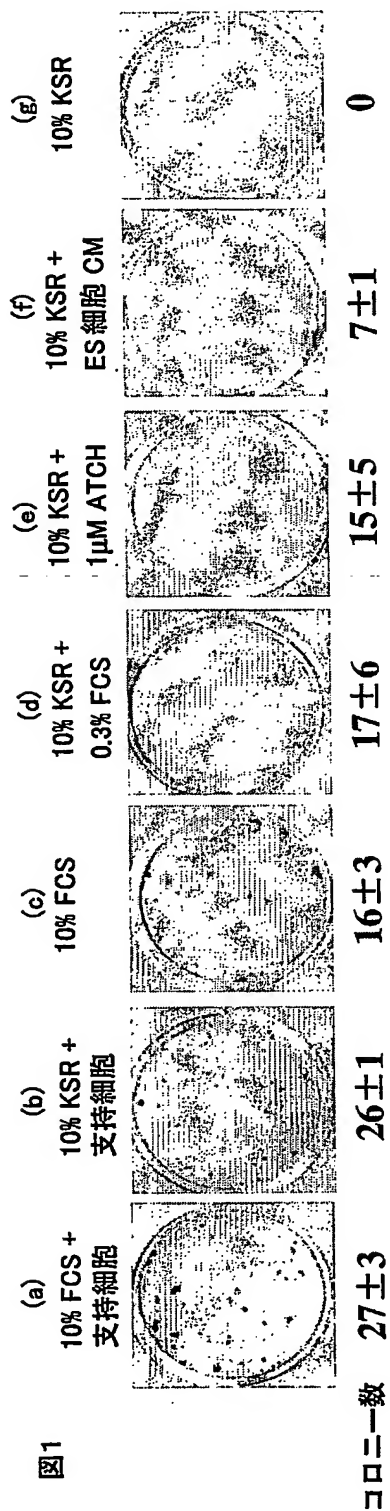 図1
(a)
10% FCS +
支持細胞
(b)
10% KSR +
支持細胞
(c)
10% FCS
(d)
10% KSR +
0.3% FCS
(e)
10% KSR +
1μM ATCH
(f)
10% KSR +
ES 細胞 CM
(g)
10% KSR
コロニー数 27±3 26±1 16±3 17±6 15±5 7±1 0